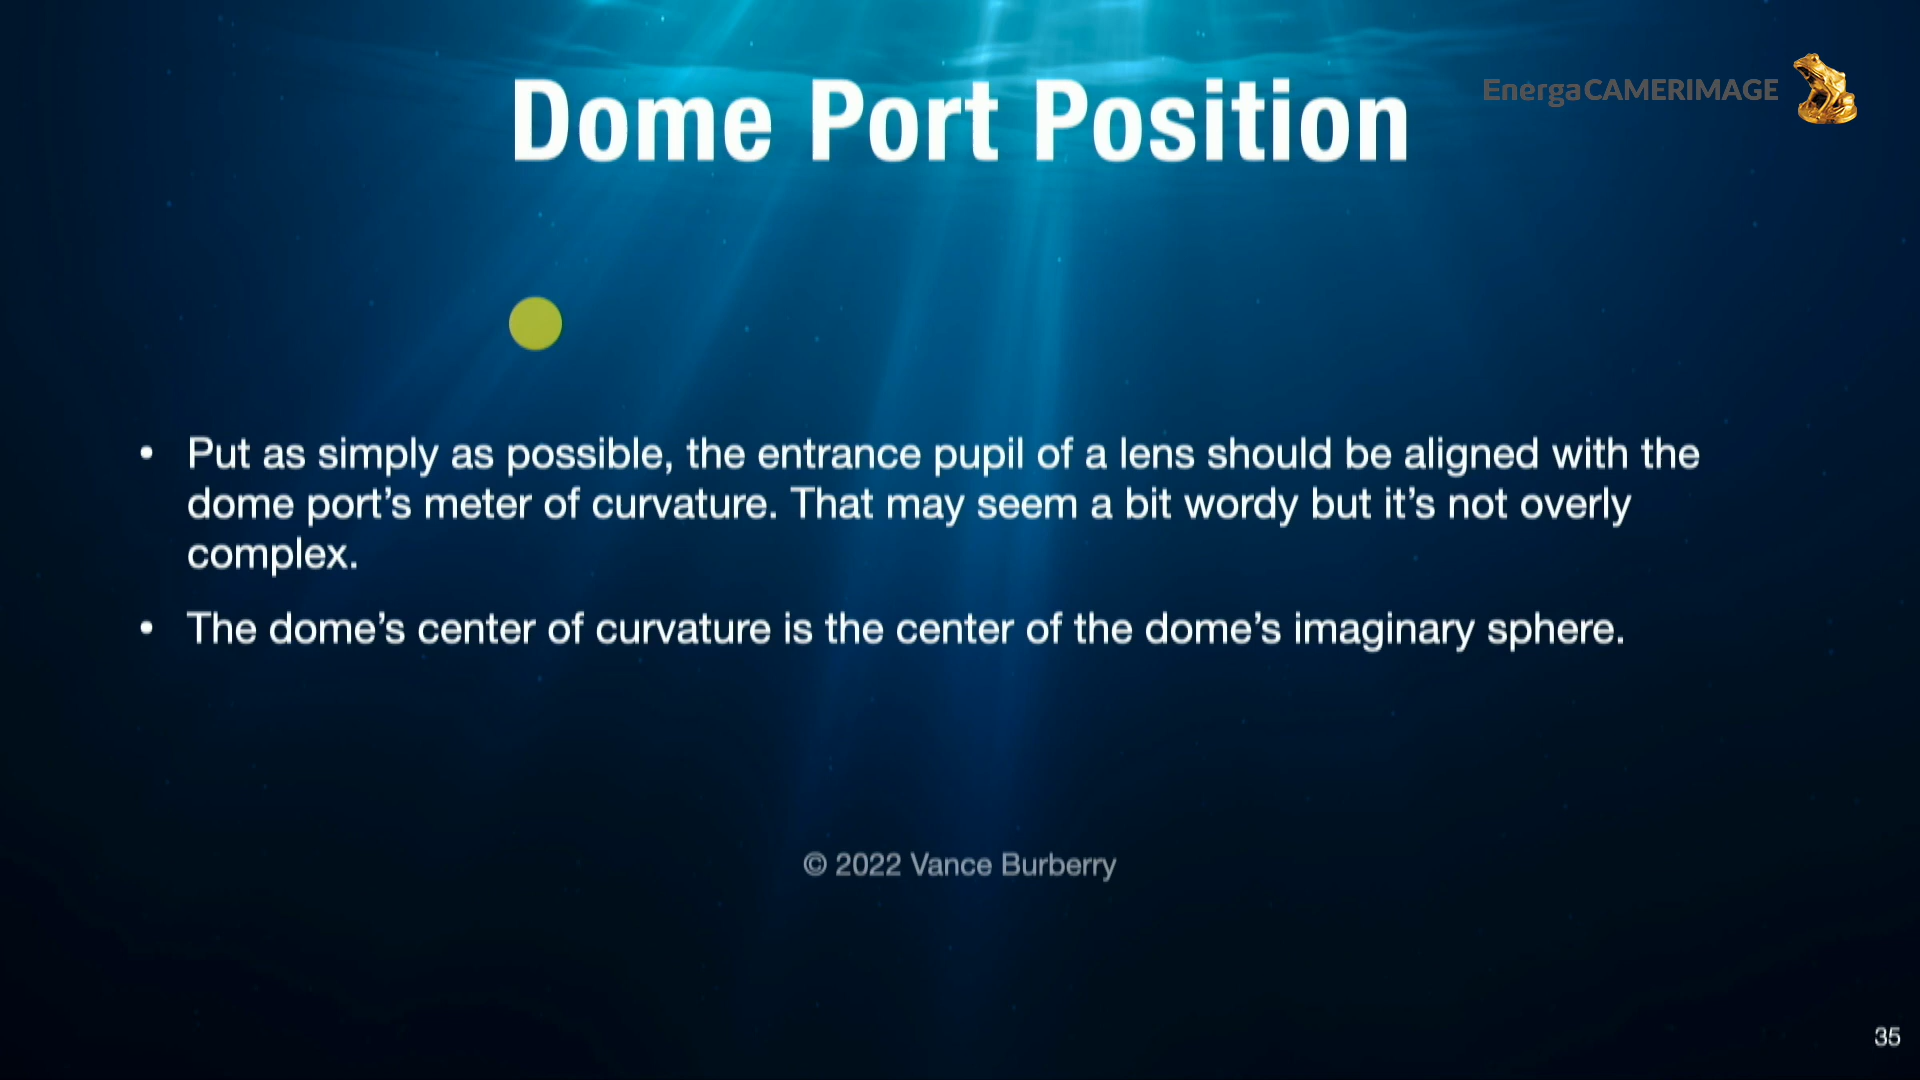 Dome Port Position
EnergaCAMERIMAGE
• Put as simply as possible, the entrance pupil of a lens should be aligned with the
dome port’s meter of curvature. That may seem a bit wordy but it’s not overly
complex.
• The dome’s center of curvature is the center of the dome’s imaginary sphere.
© 2022 Vance Burberry
35